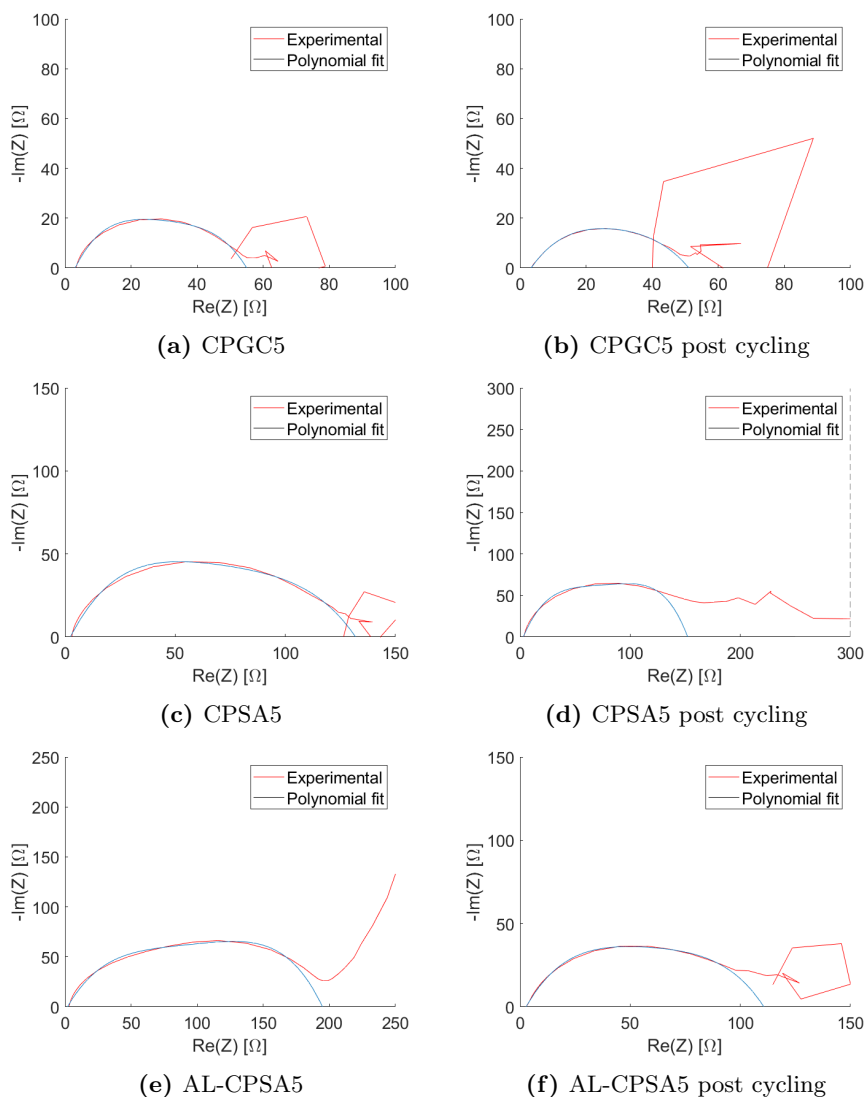 100
80
60
40
20
0
-Im(Z) [Ω]
Experimental
Polynomial fit
0 20 40 60 80 100
Re(Z) [Ω]
(a) CPGC5
100
80
60
40
20
0
-Im(Z) [Ω]
Experimental
Polynomial fit
0 20 40 60 80 100
Re(Z) [Ω]
(b) CPGC5 post cycling
150
100
50
0
-Im(Z) [Ω]
Experimental
Polynomial fit
0 50 100 150
Re(Z) [Ω]
(c) CPSA5
300
250
200
150
100
50
0
-Im(Z) [Ω]
Experimental
Polynomial fit
0 100 200 300
Re(Z) [Ω]
(d) CPSA5 post cycling
250
200
150
100
50
0
-Im(Z) [Ω]
Experimental
Polynomial fit
0 50 100 150 200 250
Re(Z) [Ω]
(e) AL-CPSA5
150
100
50
0
-Im(Z) [Ω]
Experimental
Polynomial fit
0 50 100 150
Re(Z) [Ω]
(f) AL-CPSA5 post cycling